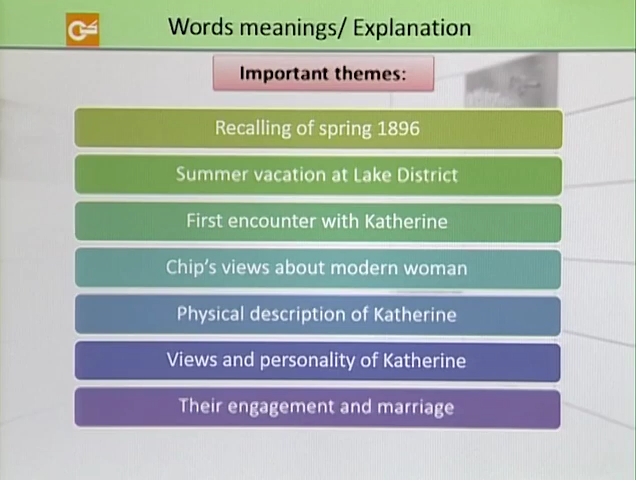 Words meanings/ Explanation
Important themes:
Recalling of spring 1896
Summer vacation at Lake District
First encounter with Katherine
Chip's views about modern woman
Physical description of Katherine
Views and personality of Katherine
Their engagement and marriage